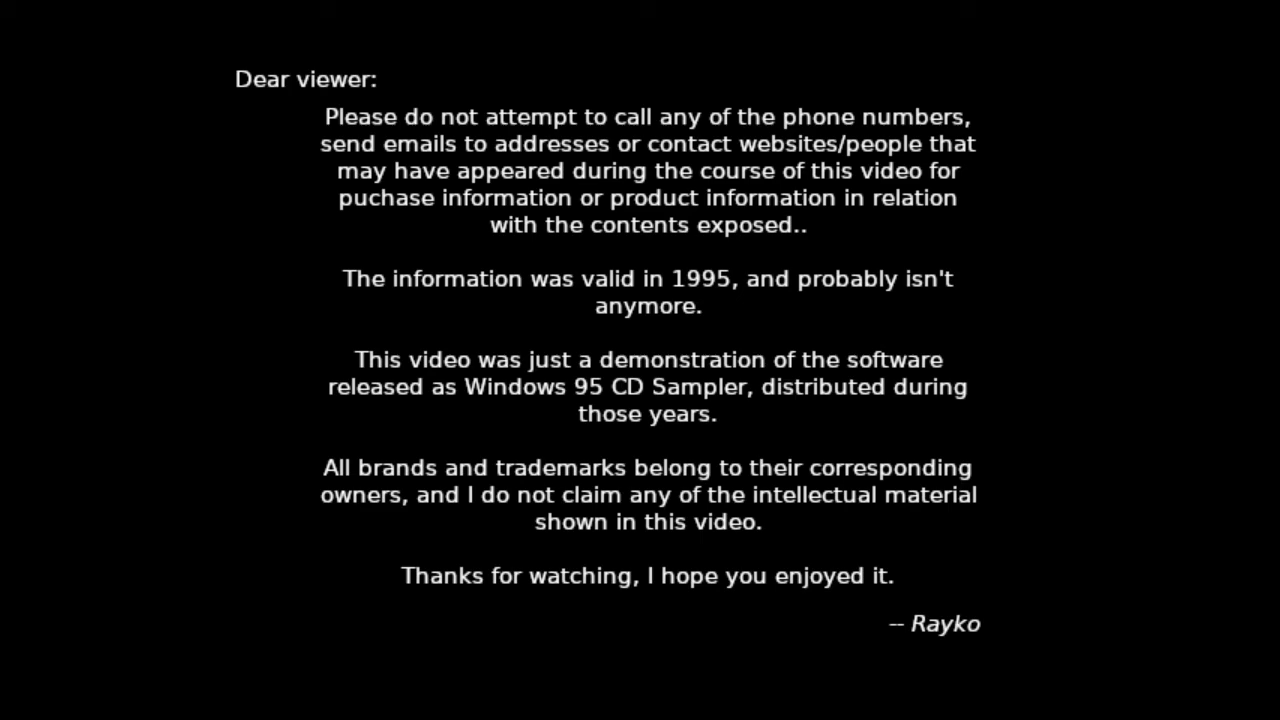 Dear viewer:
Please do not attempt to call any of the phone numbers,
send emails to addresses or contact websites/people that
may have appeared during the course of this video for
puchase information or product information in relation
with the contents exposed..
The information was valid in 1995, and probably isn't
anymore.
This video was just a demonstration of the software
released as Windows 95 CD Sampler, distributed during
those years.
All brands and trademarks belong to their corresponding
owners, and I do not claim any of the intellectual material
shown in this video.
Thanks for watching, I hope you enjoyed it.
-- Rayko